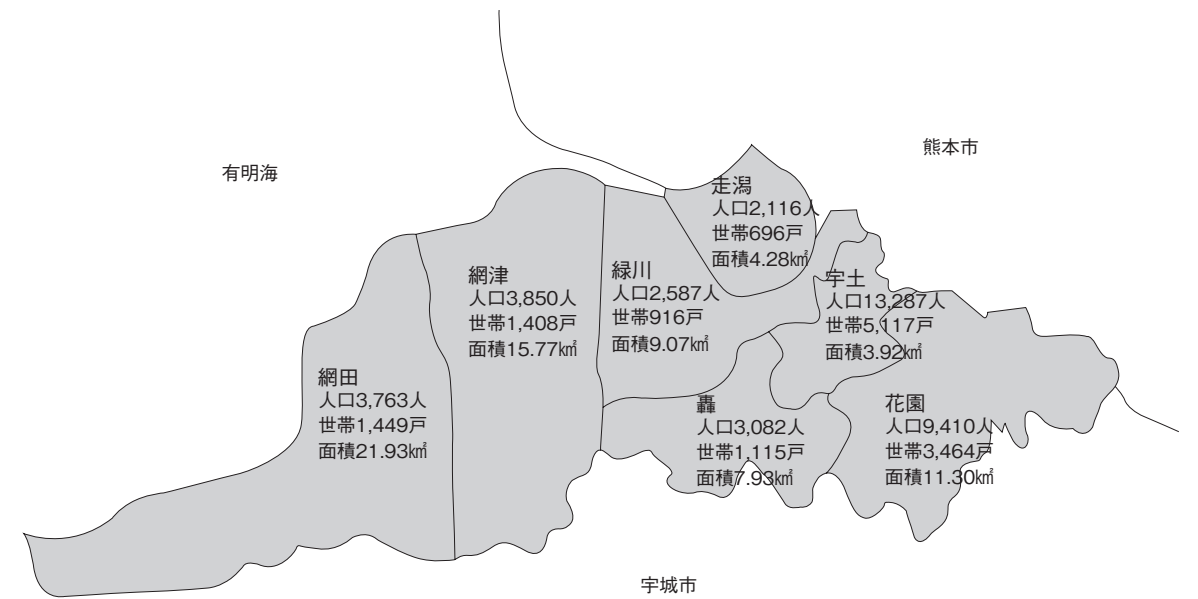 有明海
熊本市
走潟
人口2,116人
世帯696戸
面積4.28㎢
網津
人口3,850人
世帯1,408戸
面積15.77㎢
緑川
人口2,587人
世帯916戸
面積9.07㎢
宇土
人口13,287人
世帯5,117戸
面積3.92㎢
網田
人口3,763人
世帯1,449戸
面積21.93㎢
轟
人口3,082人
世帯1,115戸
面積7.93㎢
花園
人口9,410人
世帯3,464戸
面積11.30㎢
宇城市